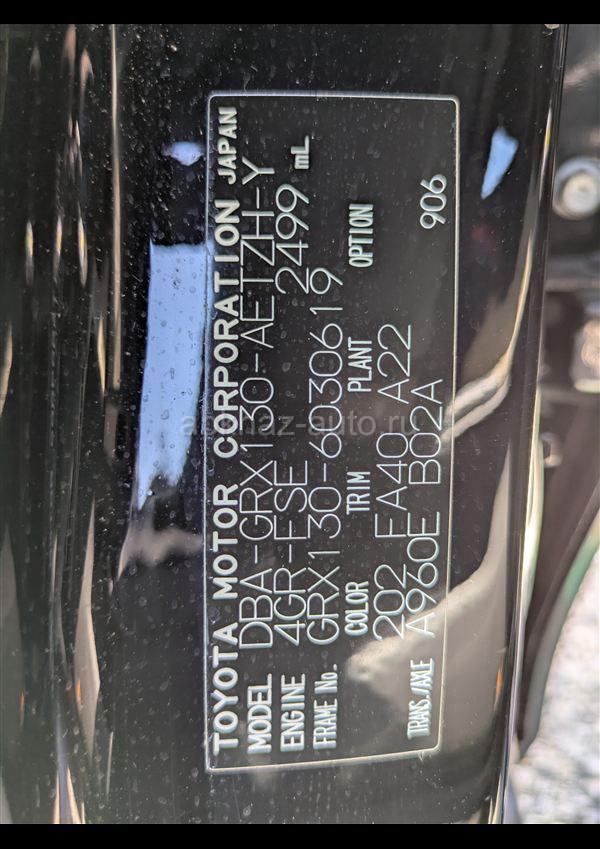 TOYOTA MOTOR CORPORATION JAPAN
MODEL DBA-GRX130-AETZH-Y
ENGINE 4GR-FSE 2499 mL
FRAME No. GRX130-6030619
COLOR TRIM PLANT OPTION
202 FA40 A22
TRANS./AXLE A960E B02A 906